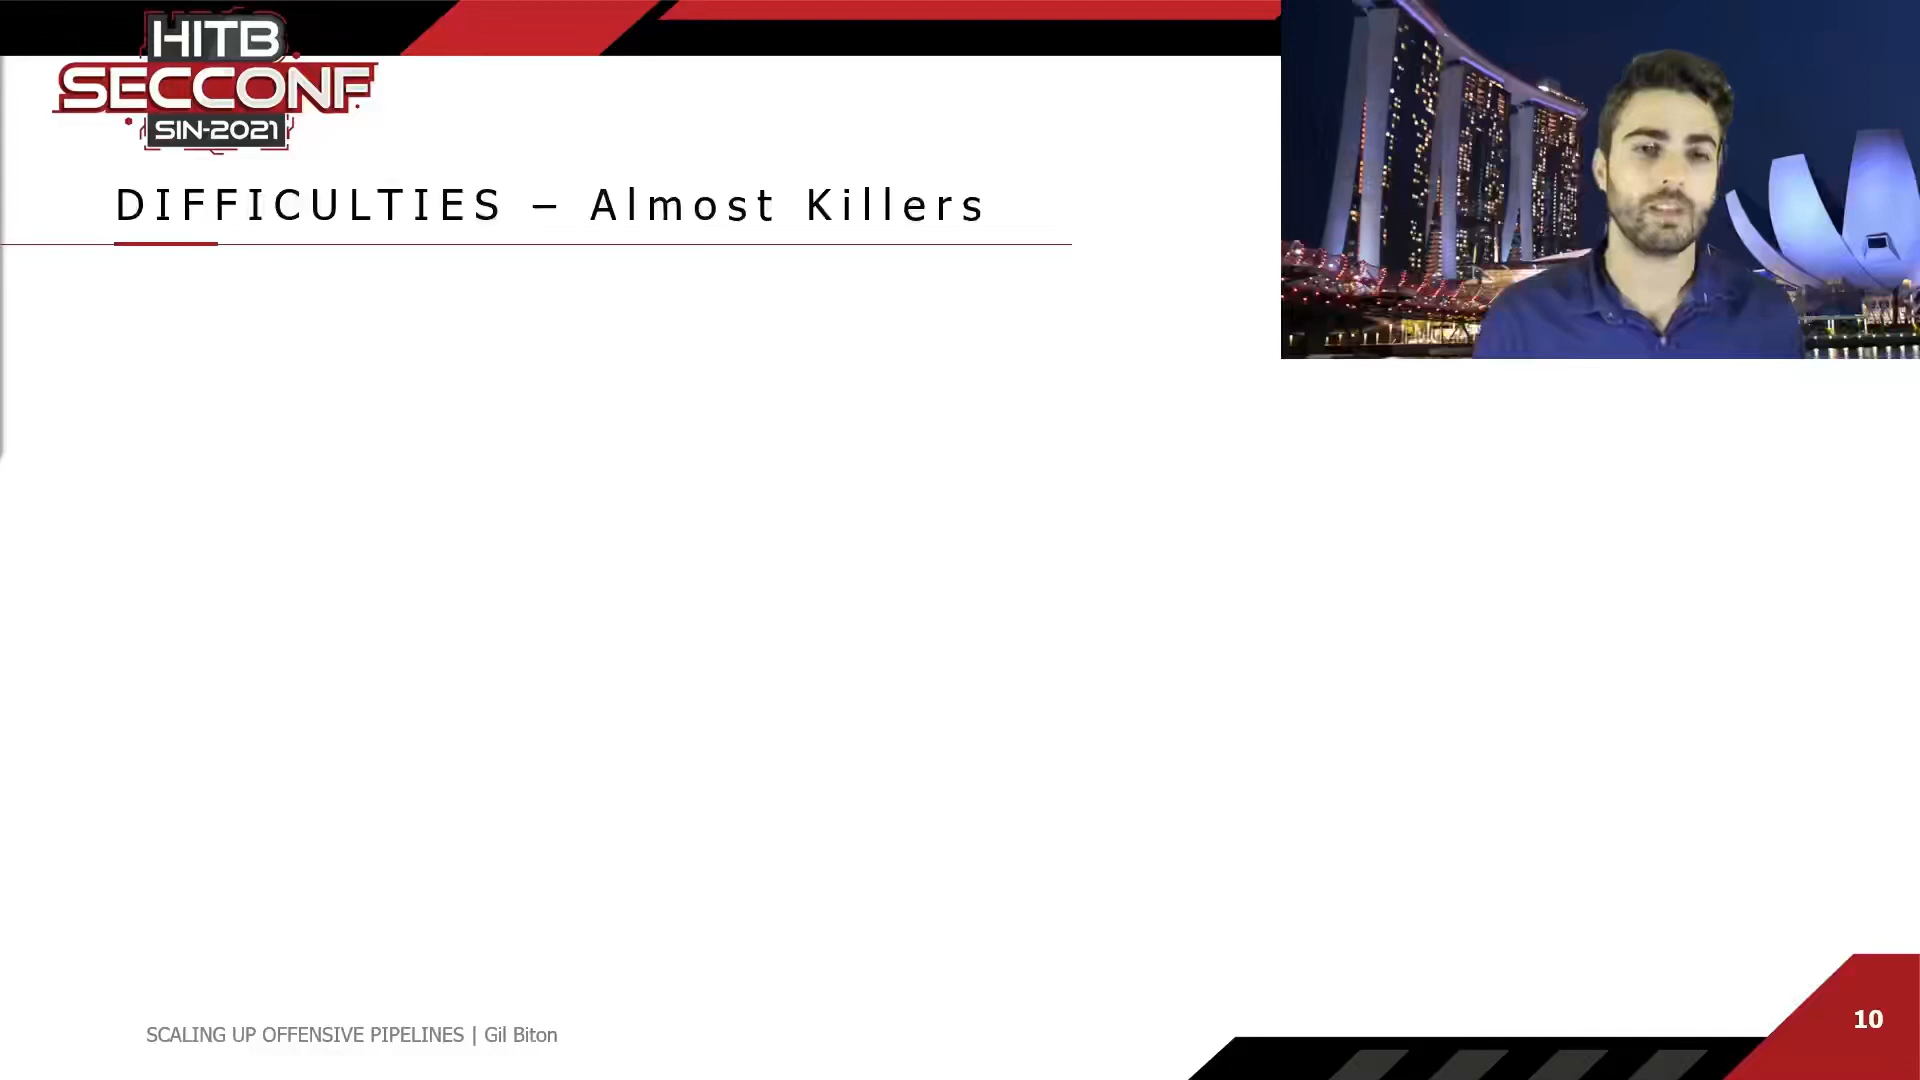 HITB
SECCONF
SIN-2021
DIFFICULTIES – Almost Killers
SCALING UP OFFENSIVE PIPELINES | Gil Biton
10